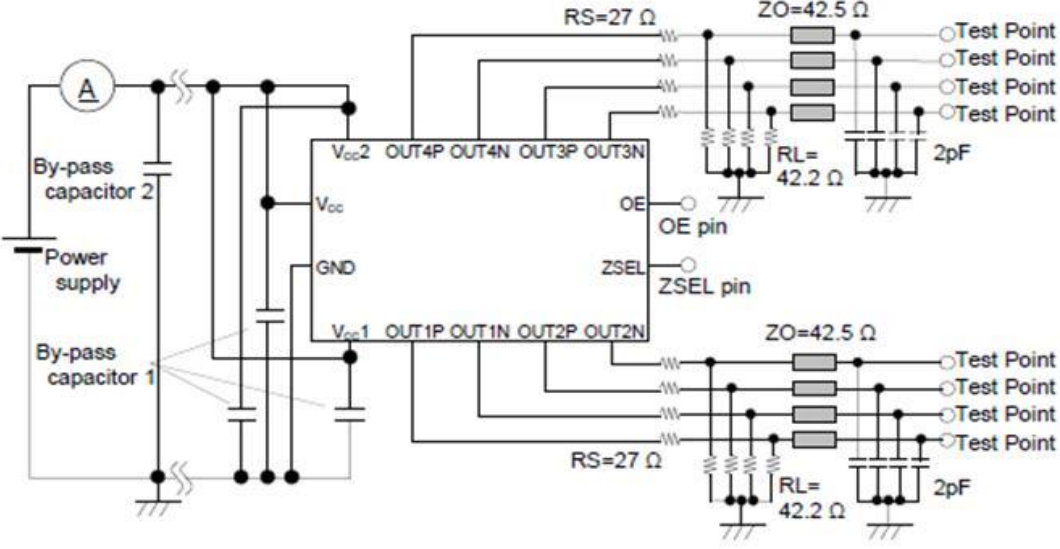 RS=27 Ω
ZO=42.5 Ω
Test Point
Test Point
Test Point
Test Point
A
By-pass
capacitor 2
Vcc2 OUT4P OUT4N OUT3P OUT3N
RL=
42.2 Ω
2pF
Vcc
OE
OE pin
Power
supply
GND
ZSEL
ZSEL pin
Vcc1 OUT1P OUT1N OUT2P OUT2N
By-pass
capacitor 1
ZO=42.5 Ω
Test Point
Test Point
Test Point
Test Point
RS=27 Ω
RL=
42.2 Ω
2pF